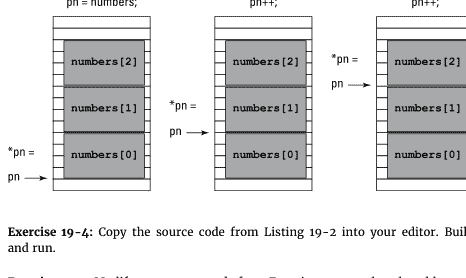 pn = numbers;
pn++;
pn++;
numbers[2]
numbers[1]
numbers[0]
*pn =
pn
numbers[2]
numbers[1]
numbers[0]
*pn =
pn
numbers[2]
numbers[1]
numbers[0]
*pn =
pn
Exercise 19-4: Copy the source code from Listing 19-2 into your editor. Buil
and run.